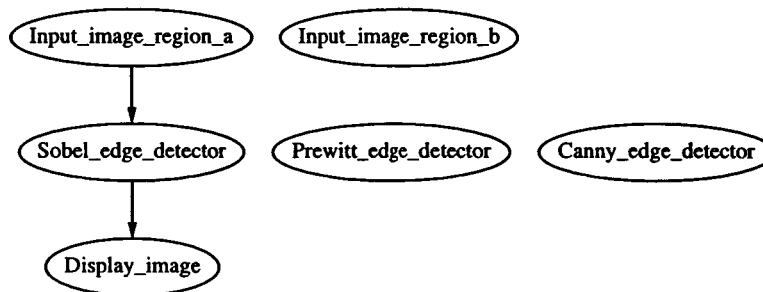 Input_image_region_a
Input_image_region_b
Sobel_edge_detector
Prewitt_edge_detector
Canny_edge_detector
Display_image